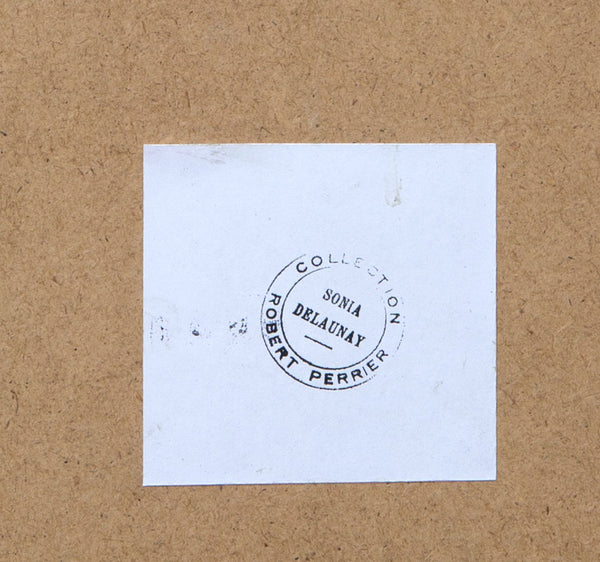 COLLECTION
SONIA
DELAUNAY
ROBERT PERRIER